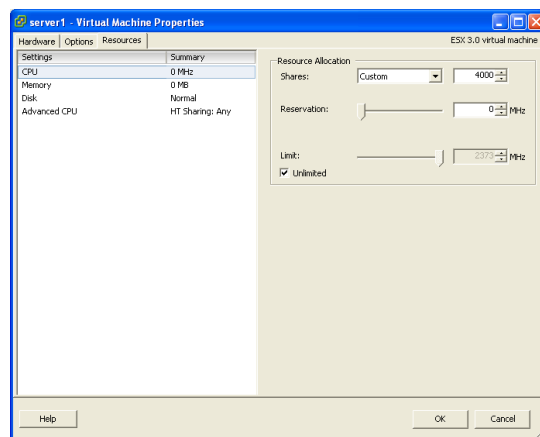 server1 - Virtual Machine Properties
Hardware Options Resources ESX 3.0 virtual machine
Settings Summary
CPU 0 MHz
Memory 0 MB
Disk Normal
Advanced CPU HT Sharing: Any
Resource Allocation
Shares: Custom 4000
Reservation: 0 MHz
Limit: 2373 MHz
Unlimited
Help OK Cancel